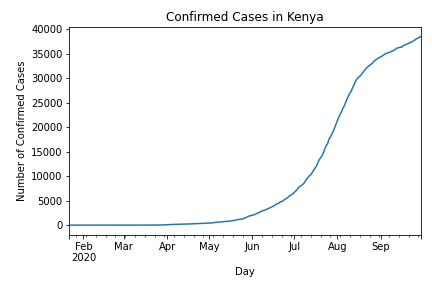 Confirmed Cases in Kenya
Number of Confirmed Cases
40000
35000
30000
25000
20000
15000
10000
5000
0
Feb Mar Apr May Jun Jul Aug Sep
2020
Day